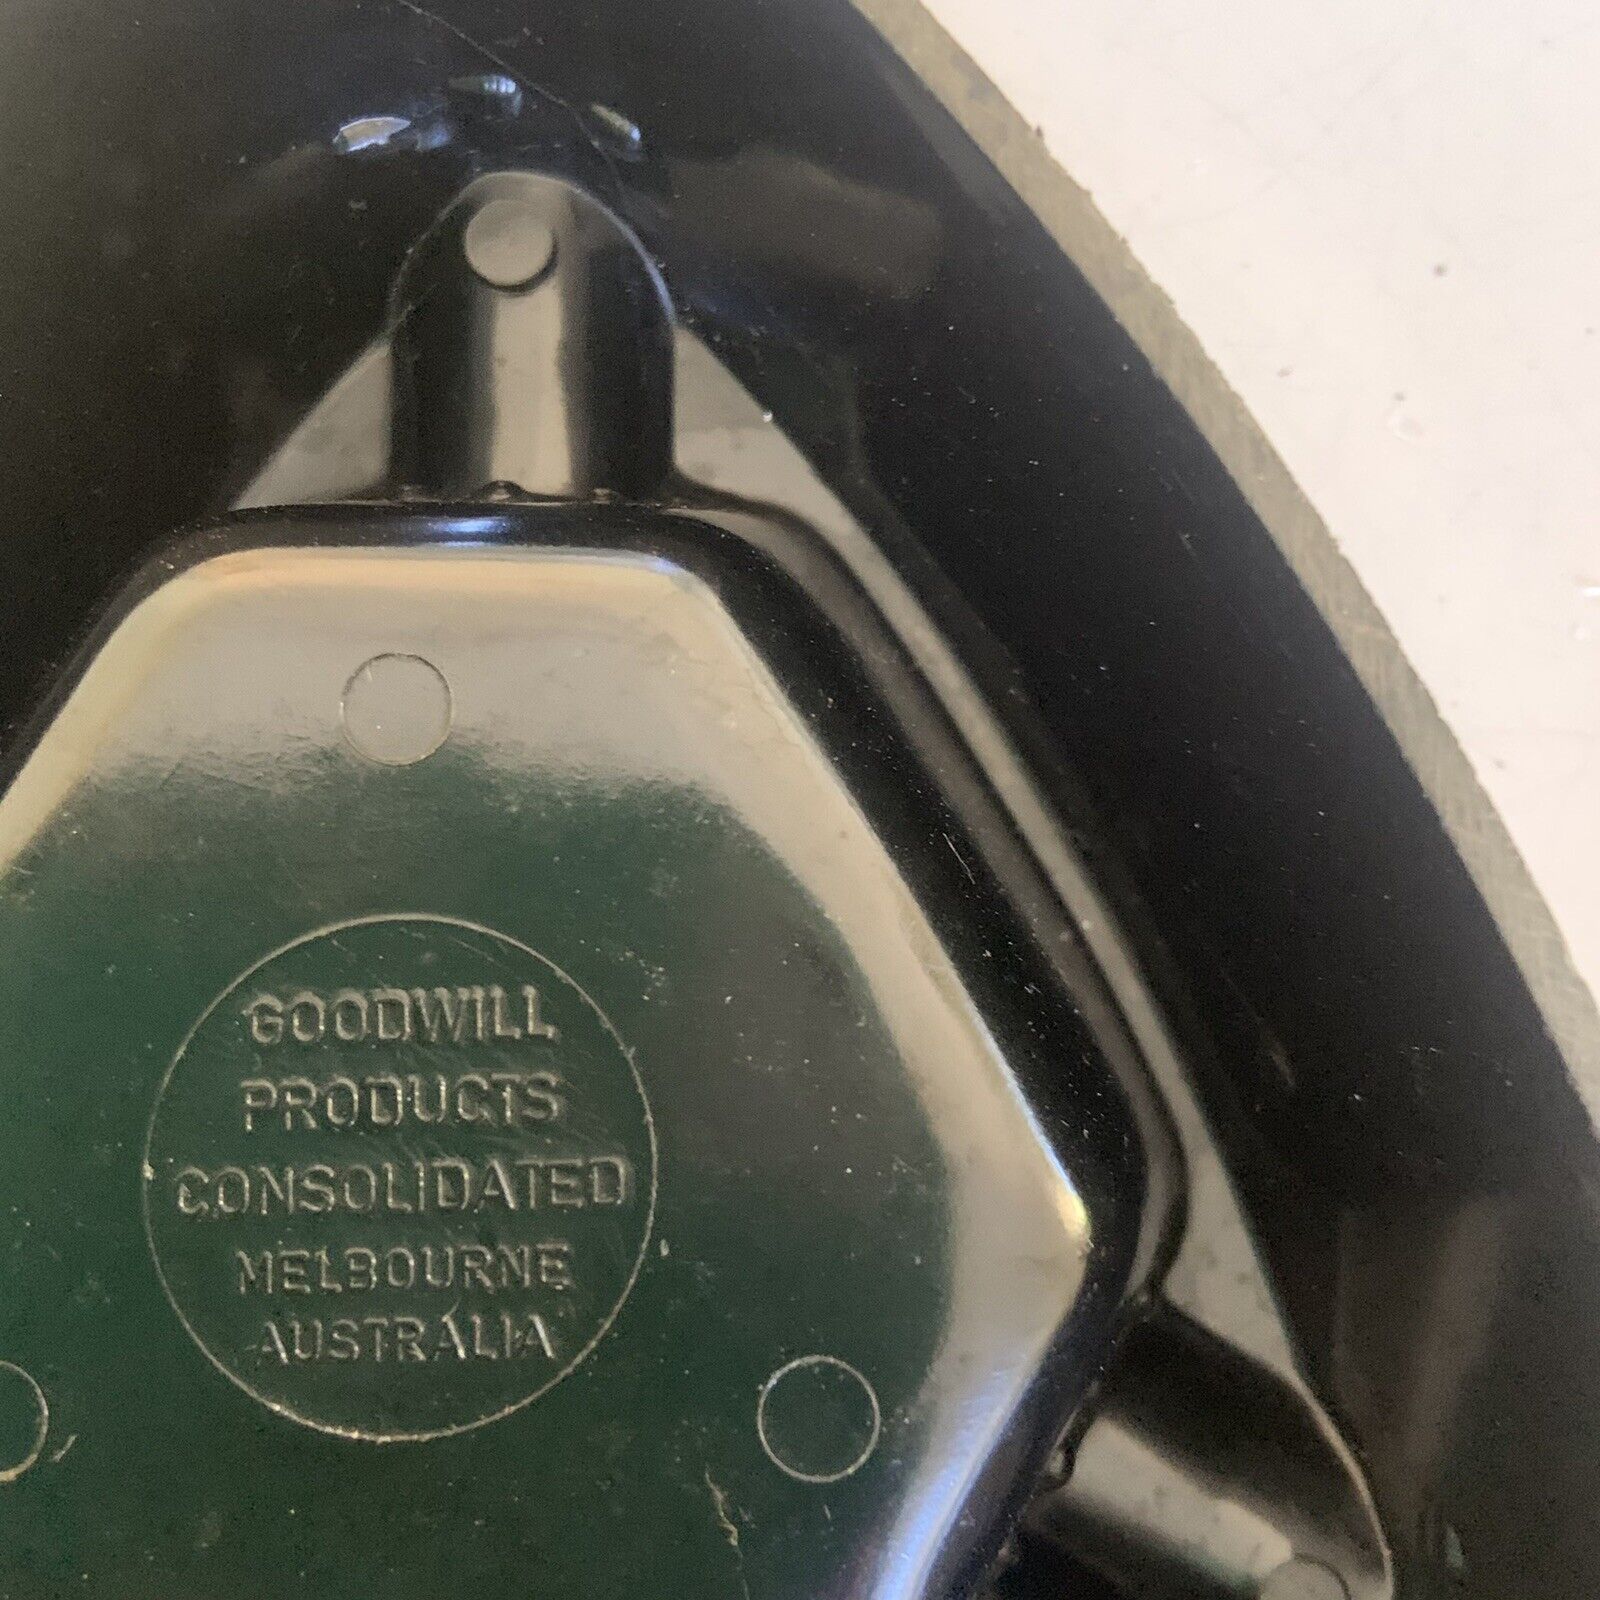 GOODWILL
PRODUCTS
CONSOLIDATED
MELBOURNE
AUSTRALIA